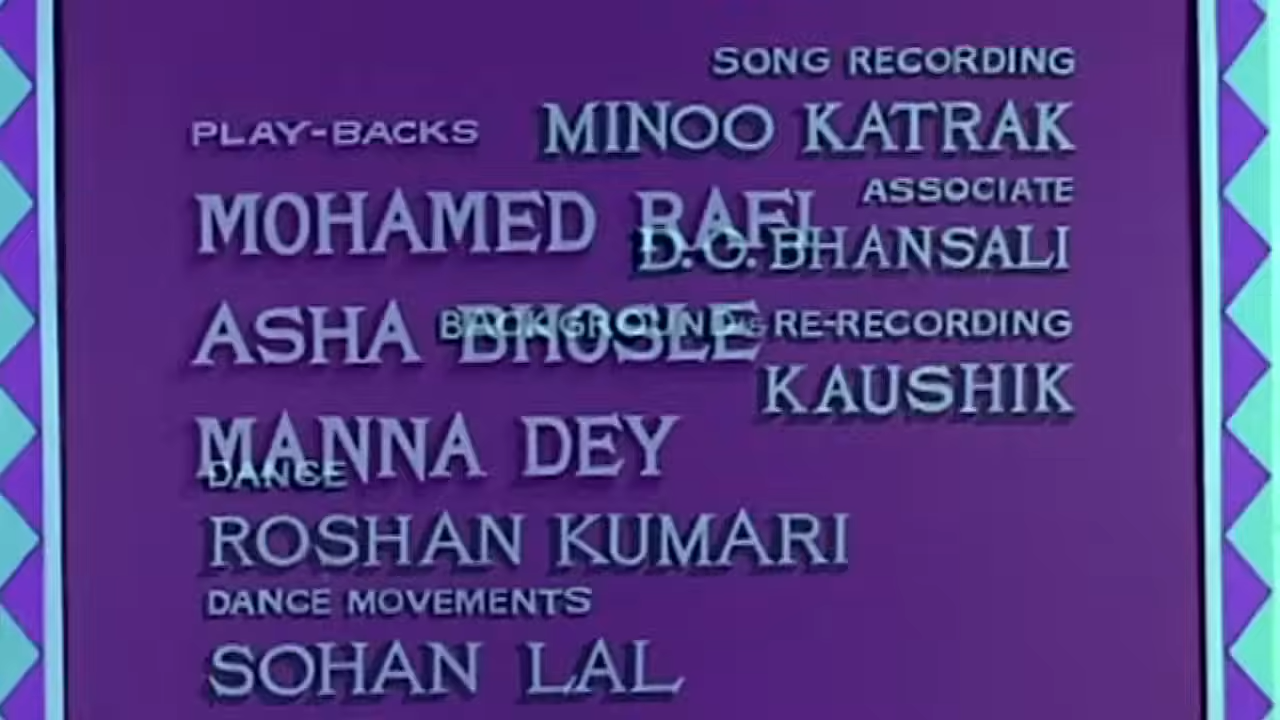 PLAY-BACKS
MOHAMED RAFI
ASHA BHOSLE
MANNA DEY
SONG RECORDING
MINOO KATRAK
ASSOCIATE
D.O. BHANSALI
BACKGROUND & RE-RECORDING
KAUSHIK
DANCE
ROSHAN KUMARI
DANCE MOVEMENTS
SOHAN LAL